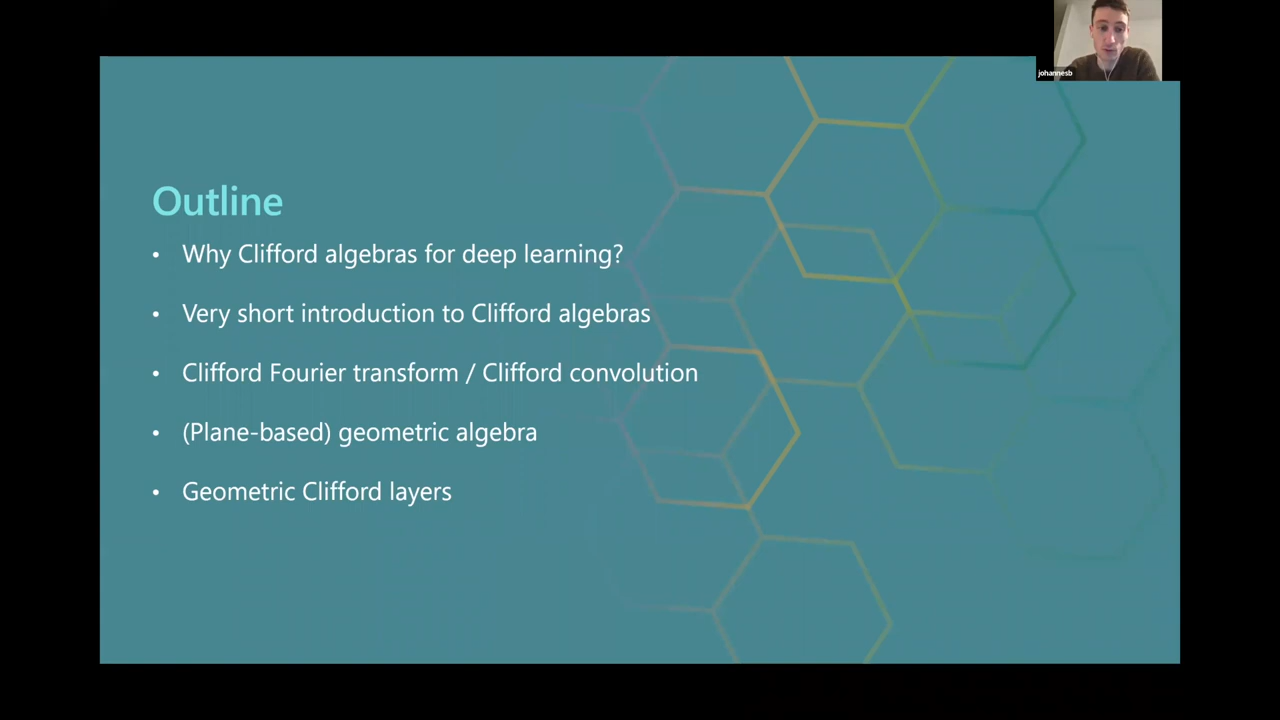 johannesb
Outline
• Why Clifford algebras for deep learning?
• Very short introduction to Clifford algebras
• Clifford Fourier transform / Clifford convolution
• (Plane-based) geometric algebra
• Geometric Clifford layers